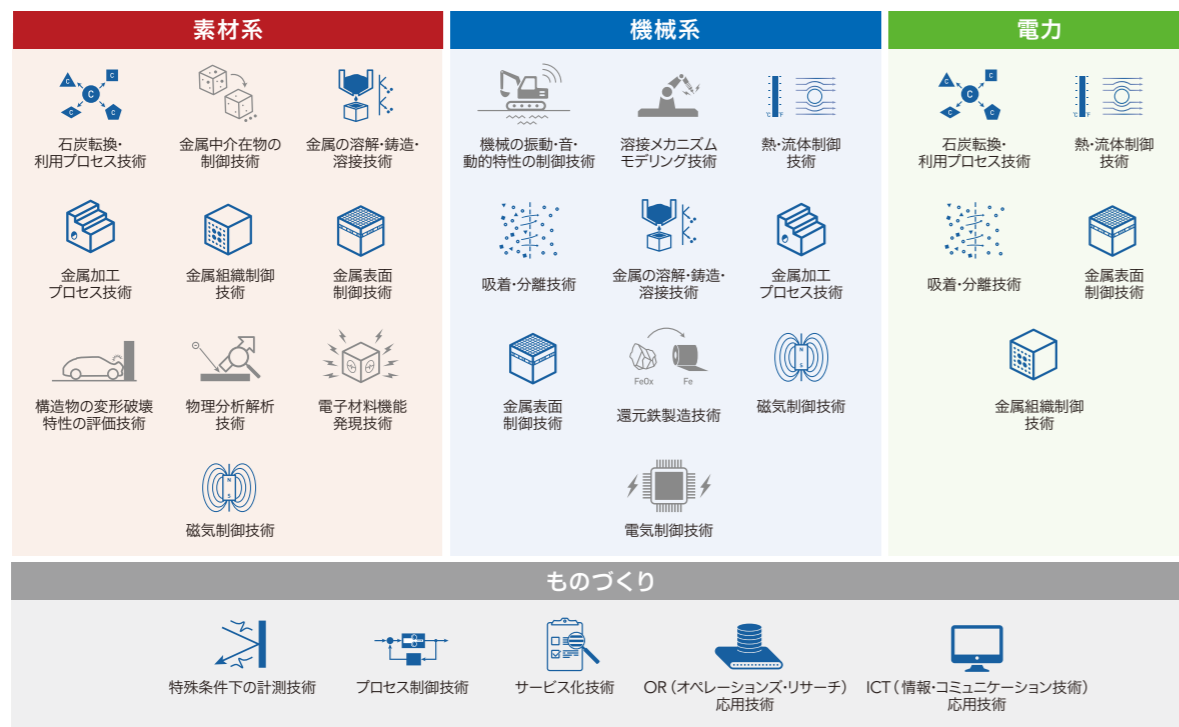 素材系
石炭転換・
利用プロセス技術
金属中介在物の
制御技術
金属の溶解・鋳造・
溶接技術
金属加工
プロセス技術
金属組織制御
技術
金属表面
制御技術
構造物の変形破壊
特性の評価技術
物理分析解析
技術
電子材料機能
発現技術
N
S
磁気制御技術
機械系
機械の振動・音・
動的特性の制御技術
溶接メカニズム
モデリング技術
℃ °F
熱・流体制御
技術
吸着・分離技術
金属の溶解・鋳造・
溶接技術
金属加工
プロセス技術
金属表面
制御技術
FeOx Fe
還元鉄製造技術
N
S
磁気制御技術
電気制御技術
電力
石炭転換・
利用プロセス技術
℃ °F
熱・流体制御
技術
吸着・分離技術
金属表面
制御技術
金属組織制御
技術
ものづくり
特殊条件下の計測技術
プロセス制御技術
サービス化技術
OR（オペレーションズ・リサーチ）
応用技術
ICT（情報・コミュニケーション技術）
応用技術